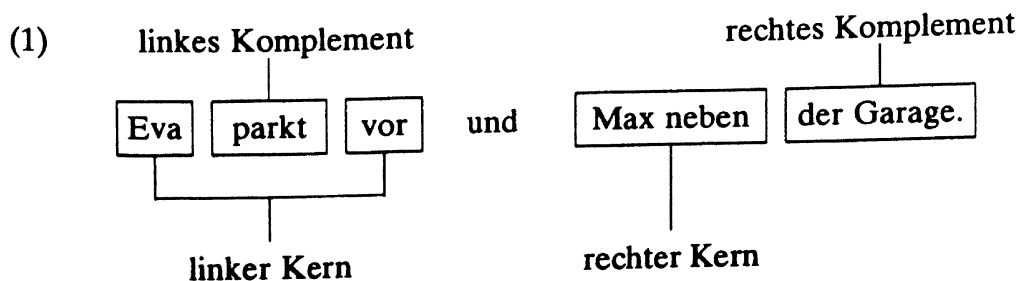 (1) linkes Komplement rechtes Komplement
Eva parkt vor und Max neben der Garage.
linker Kern rechter Kern